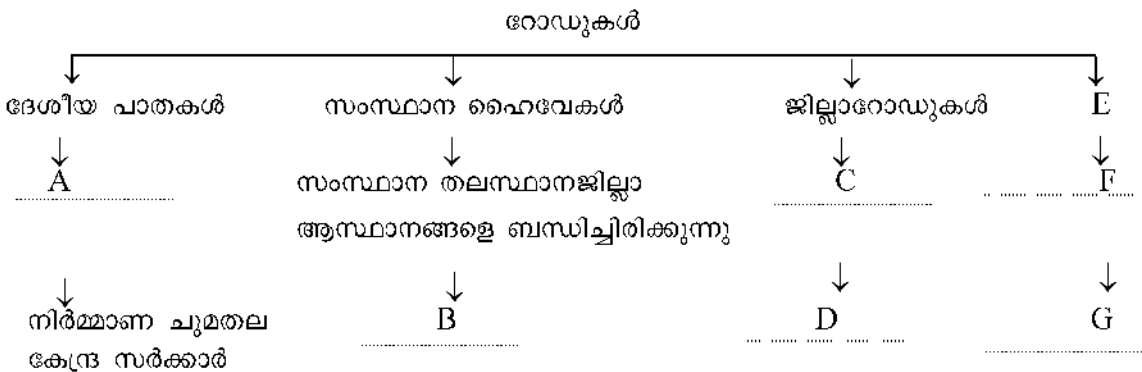 റോഡുകൾ
ദേശീയ പാതകൾ സംസ്ഥാന ഹൈവേകൾ ജില്ലാറോഡുകൾ E
A സംസ്ഥാന തലസ്ഥാനജില്ലാ C F
ആസ്ഥാനങ്ങളെ ബന്ധിച്ചിരിക്കുന്നു
നിർമ്മാണ ചുമതല B D G
കേന്ദ്ര സർക്കാർ